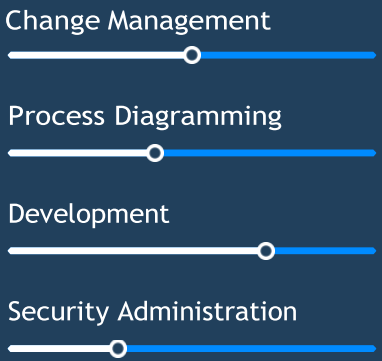 Change Management
Process Diagramming
Development
Security Administration